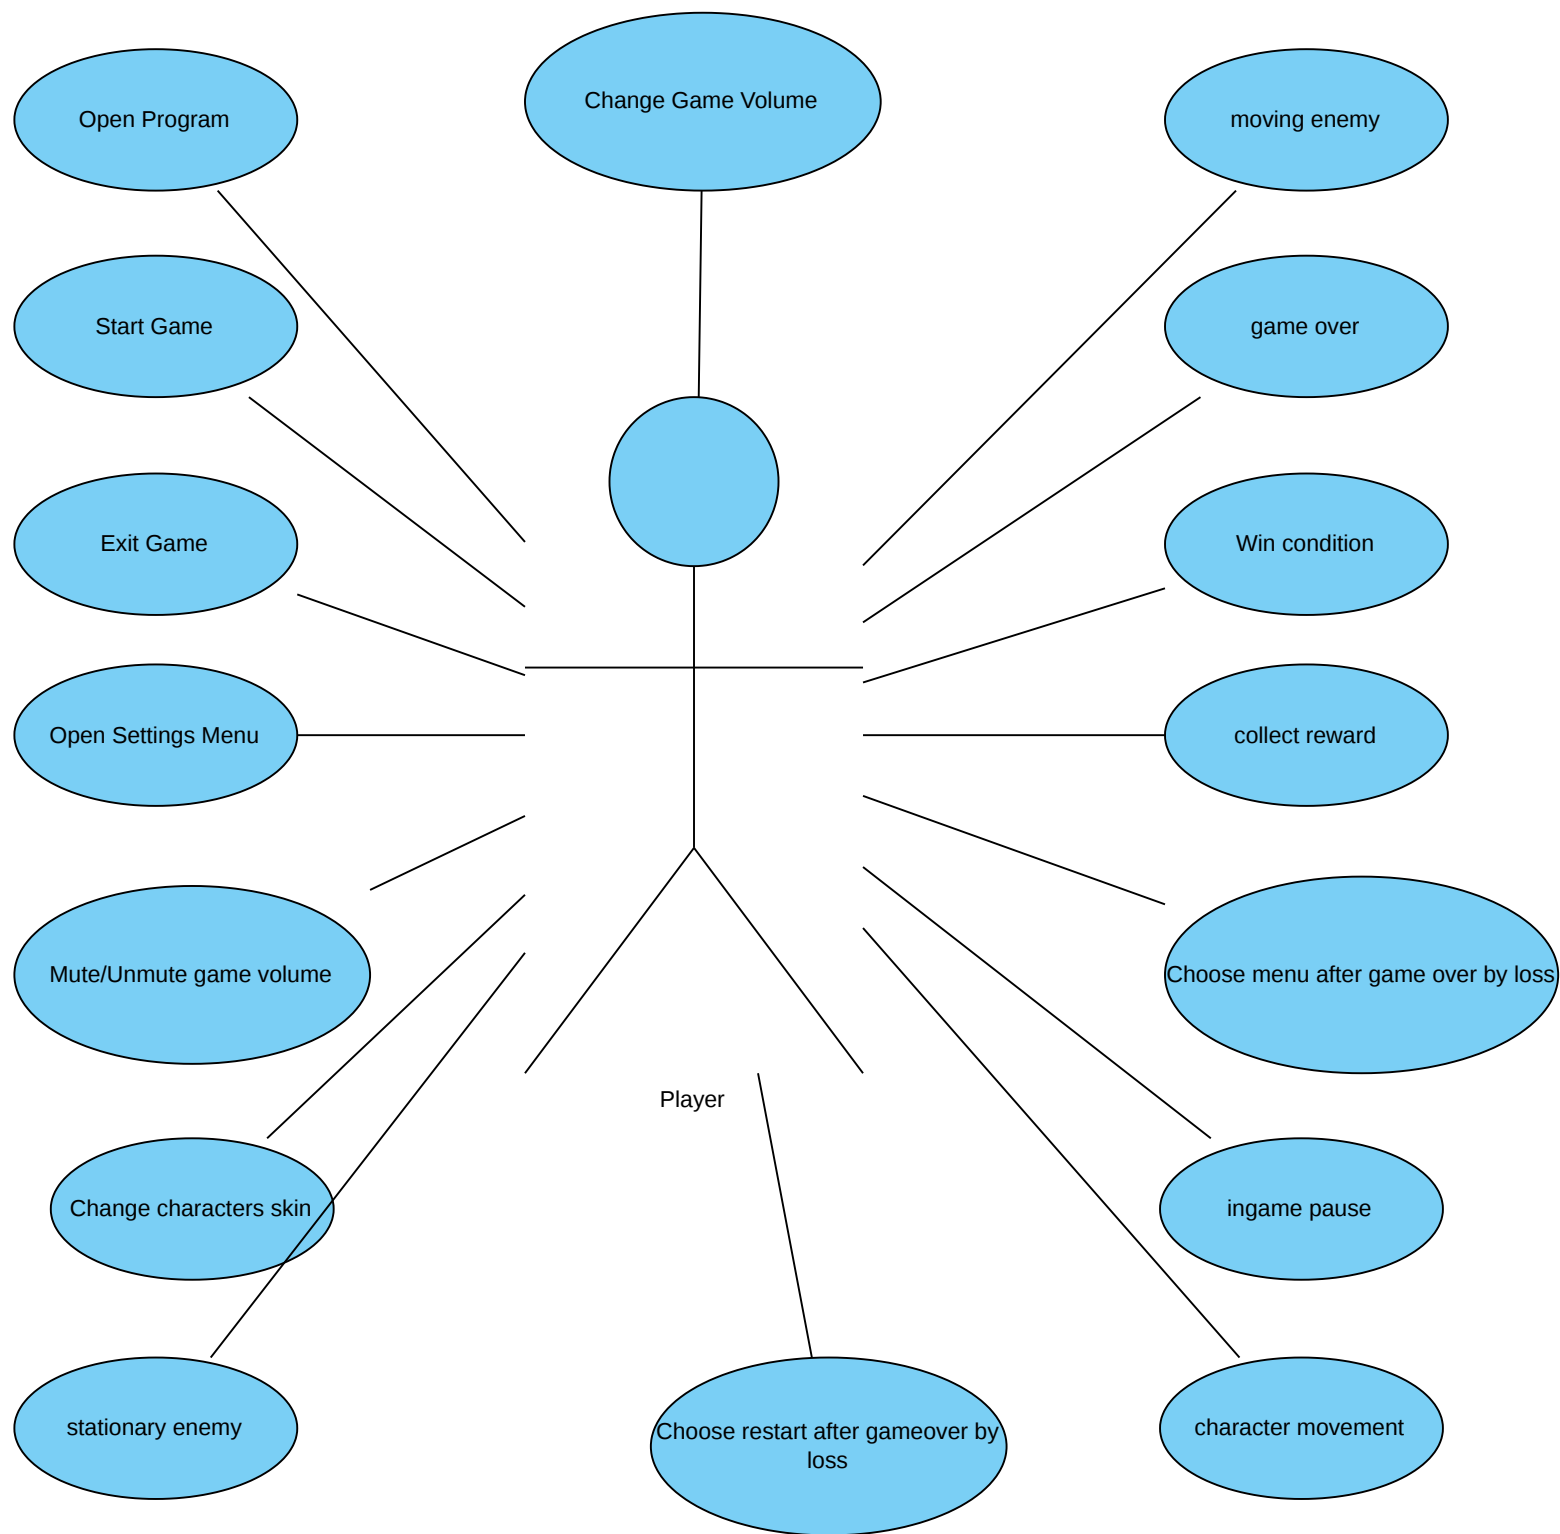 Change Game Volume
Open Program
moving enemy
Start Game
game over
Exit Game
Win condition
Open Settings Menu
collect reward
Mute/Unmute game volume
Choose menu after game over by loss
Player
Change characters skin
ingame pause
stationary enemy
Choose restart after gameover by
loss
character movement